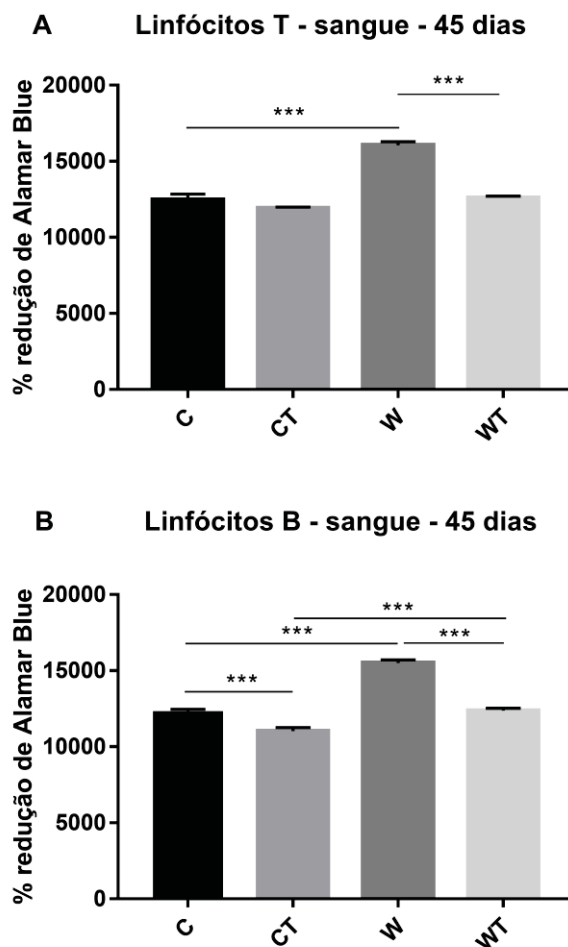 A Linfócitos T - sangue - 45 dias
% redução de Alamar Blue
20000
15000
10000
5000
0
***
***
C CT W WT
B Linfócitos B - sangue - 45 dias
% redução de Alamar Blue
20000
15000
10000
5000
0
***
***
***
***
C CT W WT